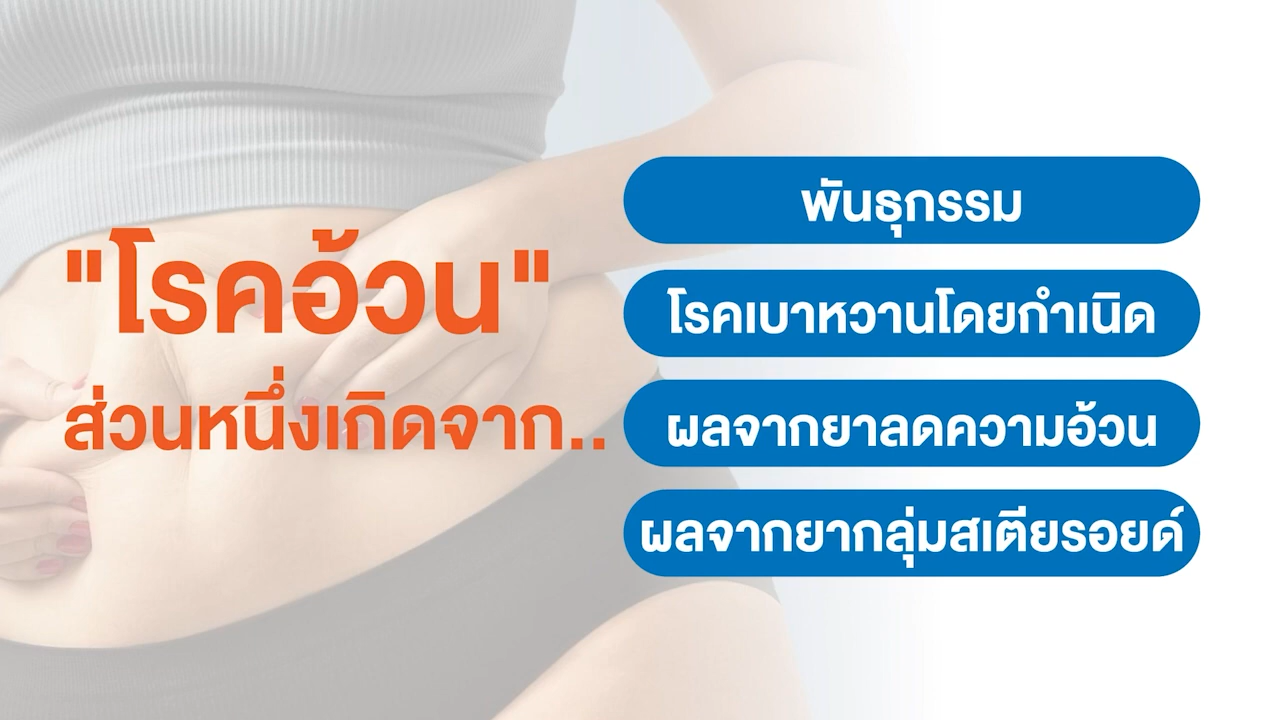 "โรคอ้วน"
ส่วนหนึ่งเกิดจาก..
พันธุกรรม
โรคเบาหวานโดยกำเนิด
ผลจากยาลดความอ้วน
ผลจากยากลุ่มสเตียรอยด์